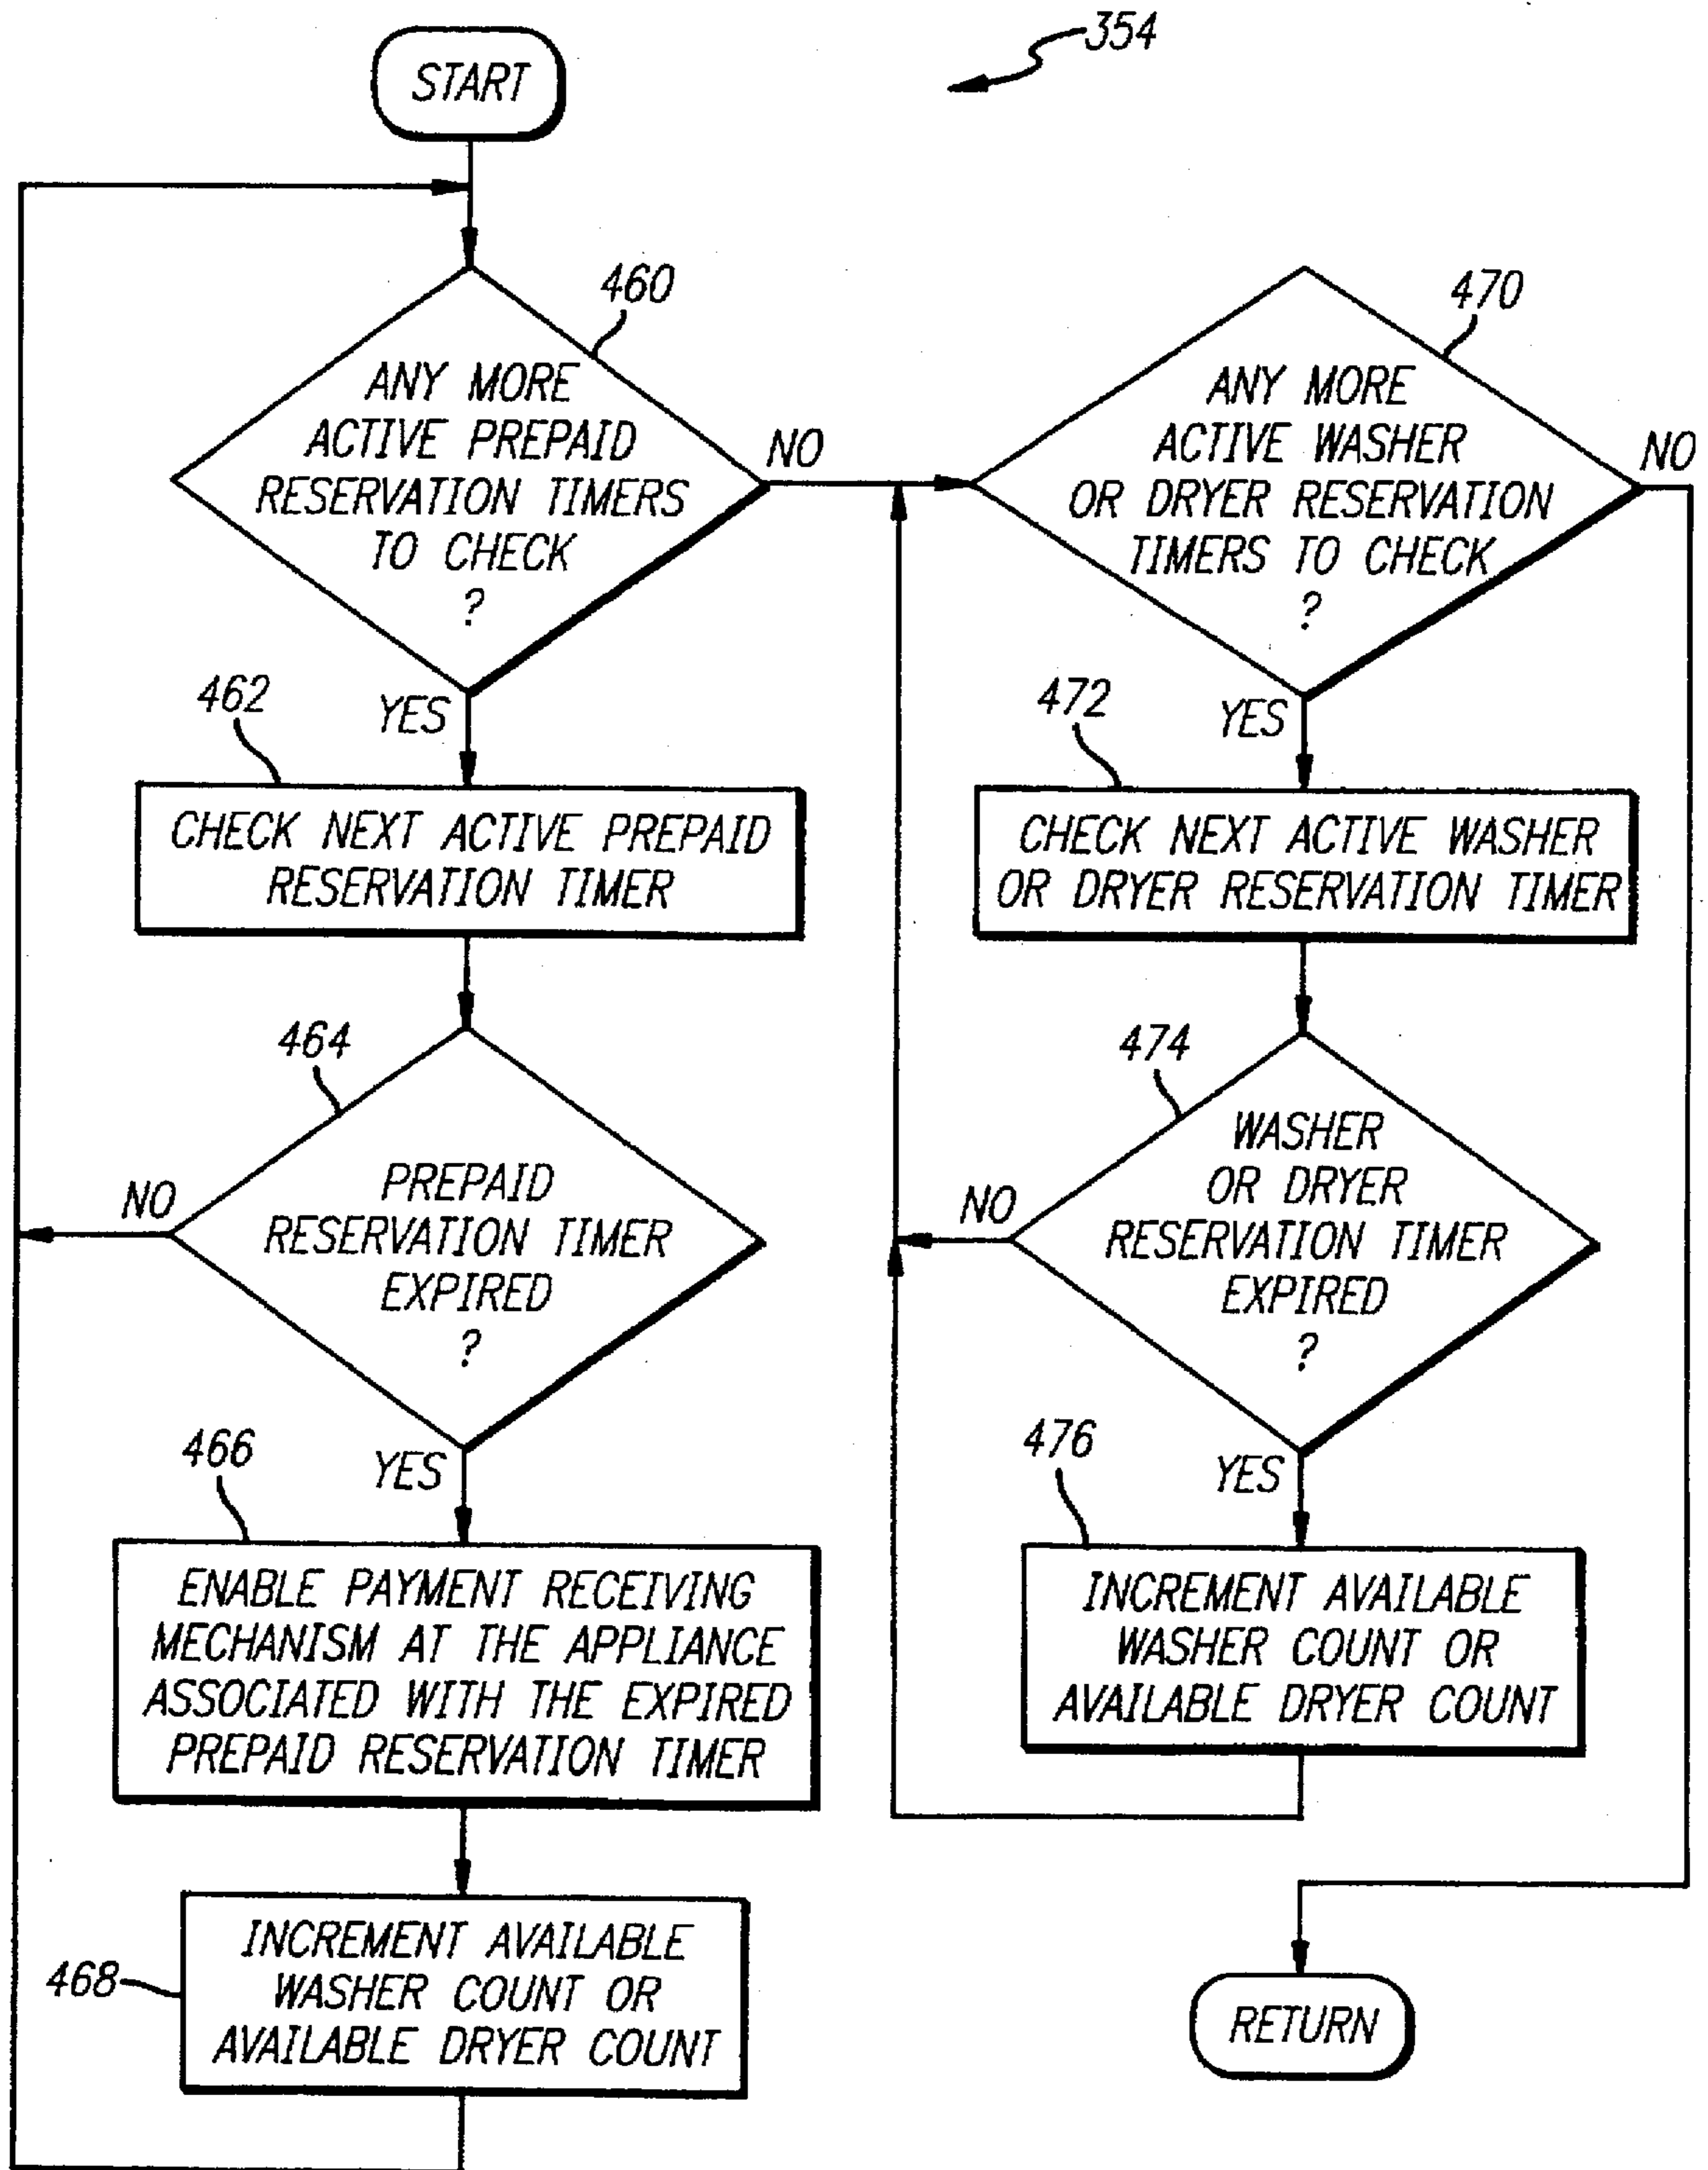 354
START
460
ANY MORE
ACTIVE PREPAID
RESERVATION TIMERS
TO CHECK
?
NO
YES
462
CHECK NEXT ACTIVE PREPAID
RESERVATION TIMER
464
PREPAID
RESERVATION TIMER
EXPIRED
?
NO
YES
466
ENABLE PAYMENT RECEIVING
MECHANISM AT THE APPLIANCE
ASSOCIATED WITH THE EXPIRED
PREPAID RESERVATION TIMER
468
INCREMENT AVAILABLE
WASHER COUNT OR
AVAILABLE DRYER COUNT
470
ANY MORE
ACTIVE WASHER
OR DRYER RESERVATION
TIMERS TO CHECK
?
NO
YES
472
CHECK NEXT ACTIVE WASHER
OR DRYER RESERVATION TIMER
474
WASHER
OR DRYER
RESERVATION TIMER
EXPIRED
?
NO
YES
476
INCREMENT AVAILABLE
WASHER COUNT OR
AVAILABLE DRYER COUNT
RETURN